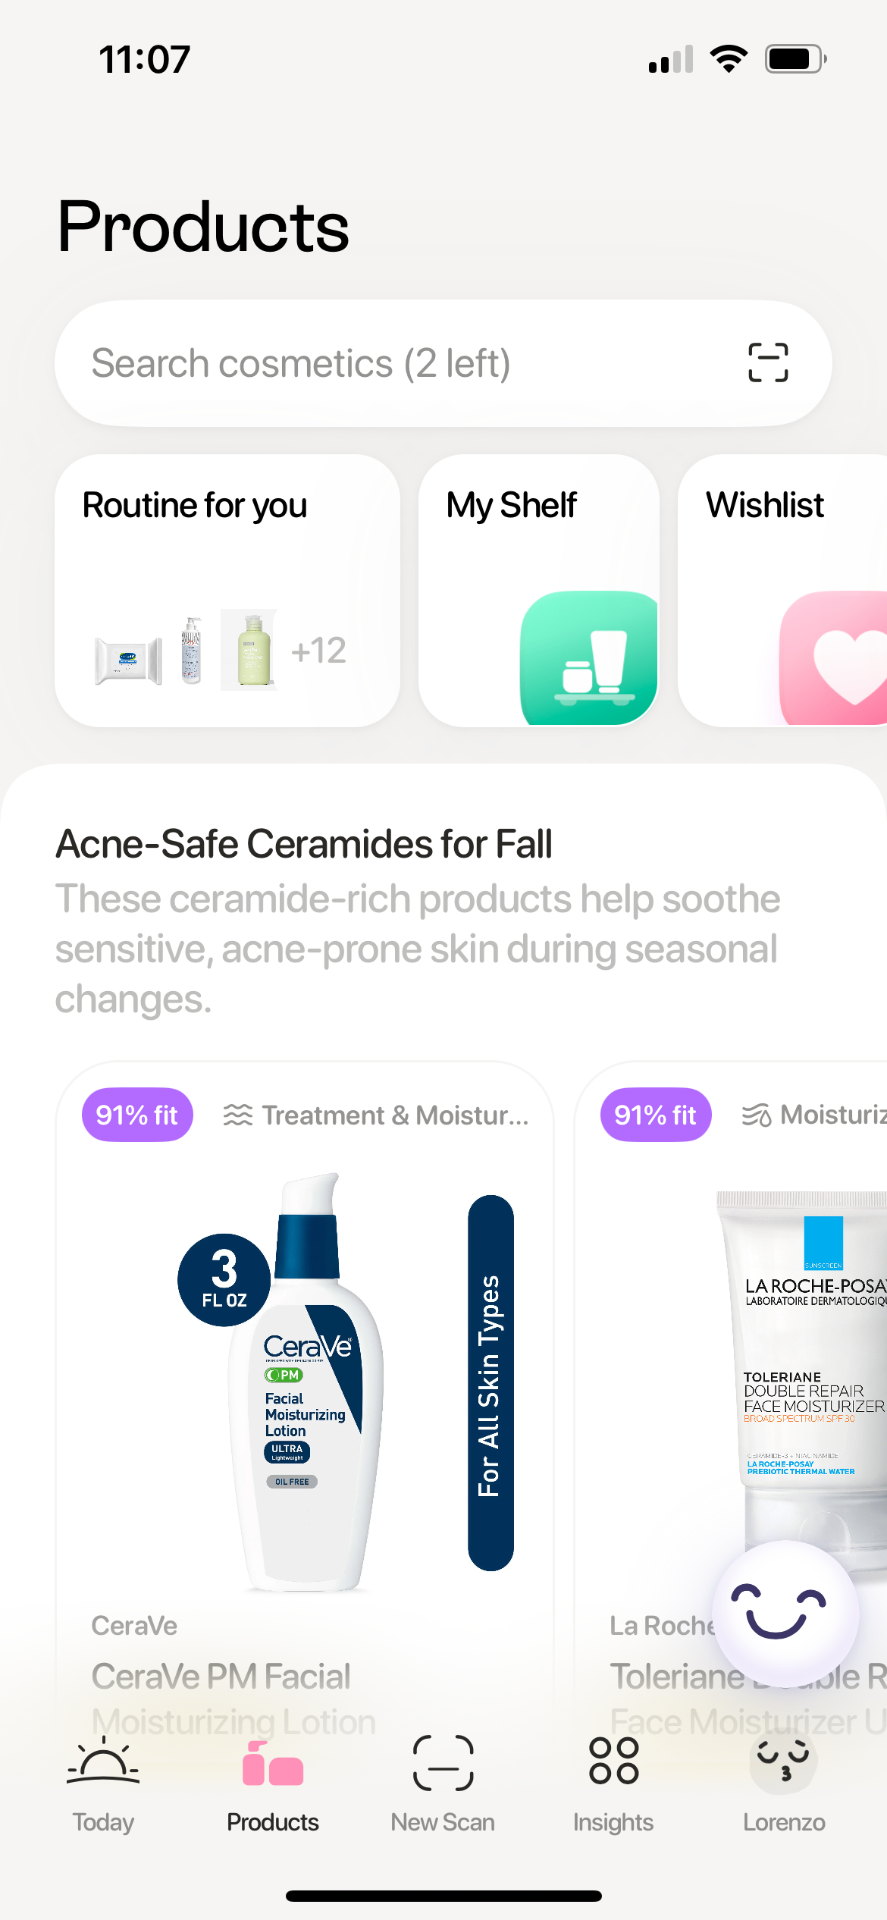 11:07
Products
Search cosmetics (2 left)
Routine for you
My Shelf
Wishlist
+12
Acne-Safe Ceramides for Fall
These ceramide-rich products help soothe
sensitive, acne-prone skin during seasonal
changes.
91% fit
Treatment & Moistur...
91% fit
Moisturiz
3
FL OZ
CeraVe
PM
Facial
Moisturizing
Lotion
ULTRA
Lightweight
OIL FREE
For All Skin Types
SUNSCREEN
LA ROCHE-POSA
LABORATOIRE DERMATOLOGIQU
TOLERIANE
DOUBLE REPAIR
FACE MOISTURIZER
BROAD SPECTRUM SPF 30
CERAMIDE-3 + NIACINAMIDE
LA ROCHE-POSAY
PREBIOTIC THERMAL WATER
CeraVe
CeraVe PM Facial
Moisturizing Lotion
La Roche
Toleriane Double R
Face Moisturizer U
Today
Products
New Scan
Insights
Lorenzo